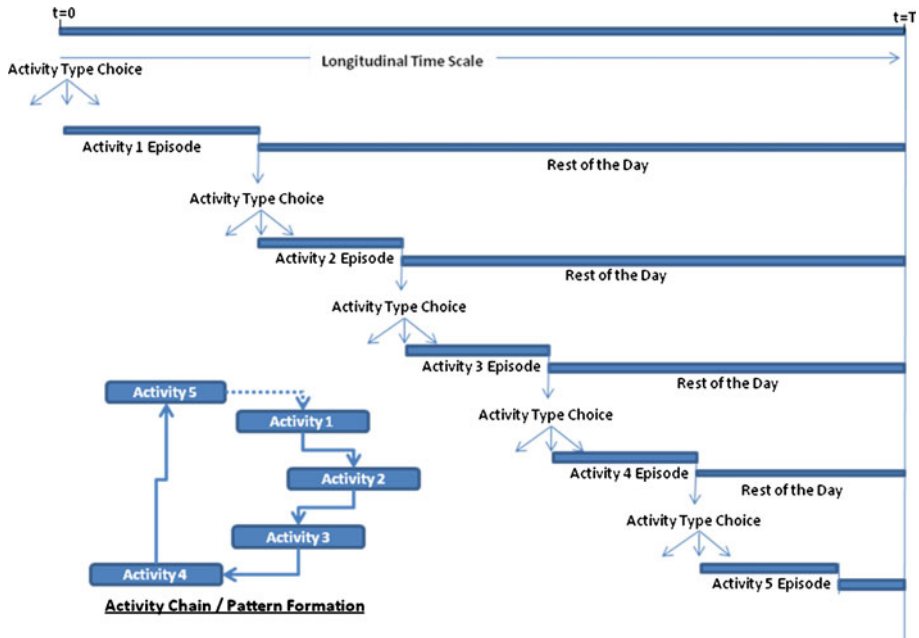 t=0
t=T
Longitudinal Time Scale
Activity Type Choice
Activity 1 Episode
Rest of the Day
Activity Type Choice
Activity 2 Episode
Rest of the Day
Activity Type Choice
Activity 3 Episode
Rest of the Day
Activity Type Choice
Activity 4 Episode
Rest of the Day
Activity Type Choice
Activity 5 Episode
Activity 5
Activity 1
Activity 2
Activity 3
Activity 4
Activity Chain / Pattern Formation